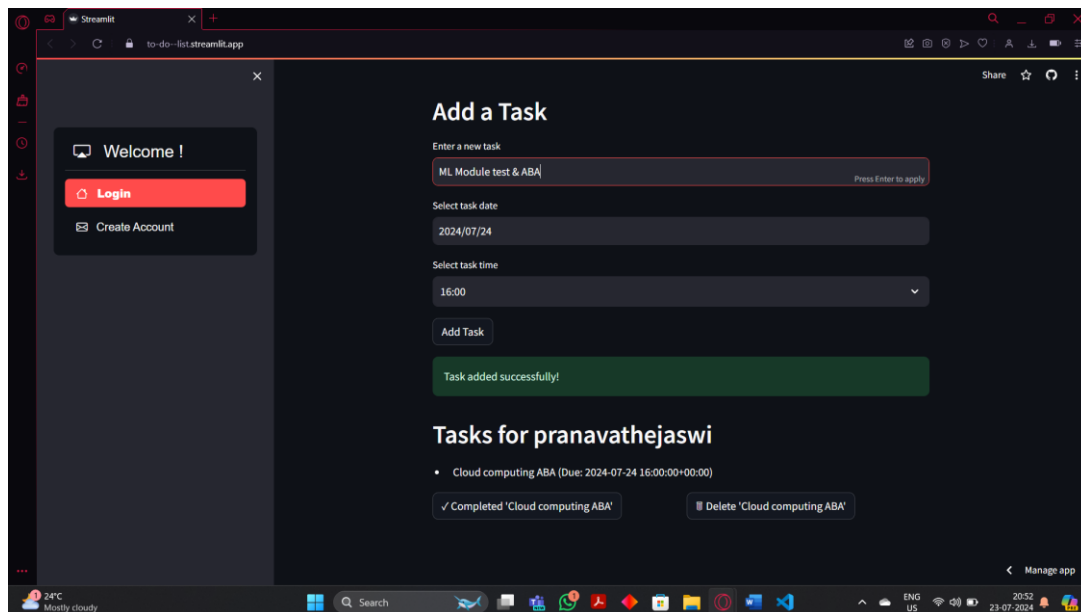 Streamlit
to-do--list.streamlit.app
Share
Welcome !
Login
Create Account
Add a Task
Enter a new task
ML Module test & ABA
Press Enter to apply
Select task date
2024/07/24
Select task time
16:00
Add Task
Task added successfully!
Tasks for pranavathejaswi
Cloud computing ABA (Due: 2024-07-24 16:00:00+00:00)
✓ Completed 'Cloud computing ABA'
Delete 'Cloud computing ABA'
Manage app
1
24°C
Mostly cloudy
Search
ENG
US
20:52
23-07-2024